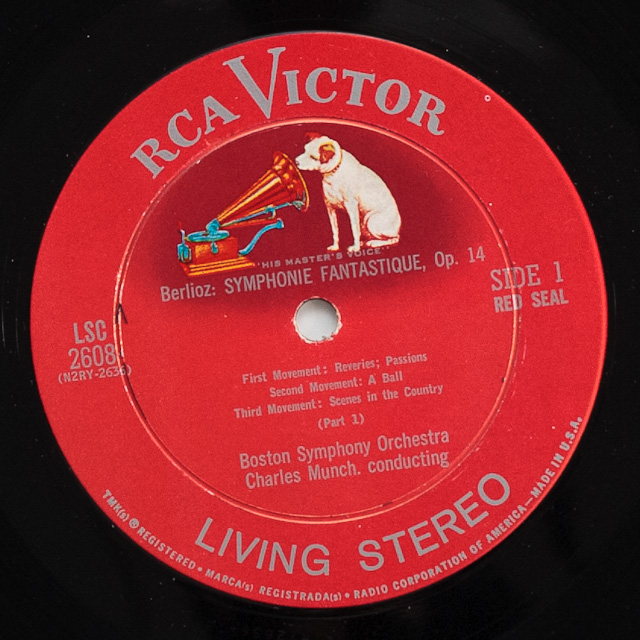 RCA VICTOR
"HIS MASTER'S VOICE"
Berlioz: SYMPHONIE FANTASTIQUE, Op. 14
SIDE 1
RED SEAL
LSC
2608
(N2RY-2636)
First Movement: Reveries; Passions
Second Movement: A Ball
Third Movement: Scenes in the Country
(Part 1)
Boston Symphony Orchestra
Charles Munch, conducting
LIVING STEREO
TMK(s) ® REGISTERED • MARCA(s) REGISTRADA(s) • RADIO CORPORATION OF AMERICA—MADE IN U.S.A.